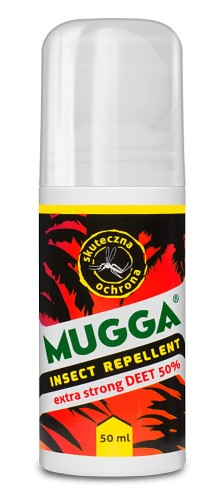 skuteczna
ochrona
MUGGA®
INSECT REPELLENT
extra strong DEET 50%
50 ml